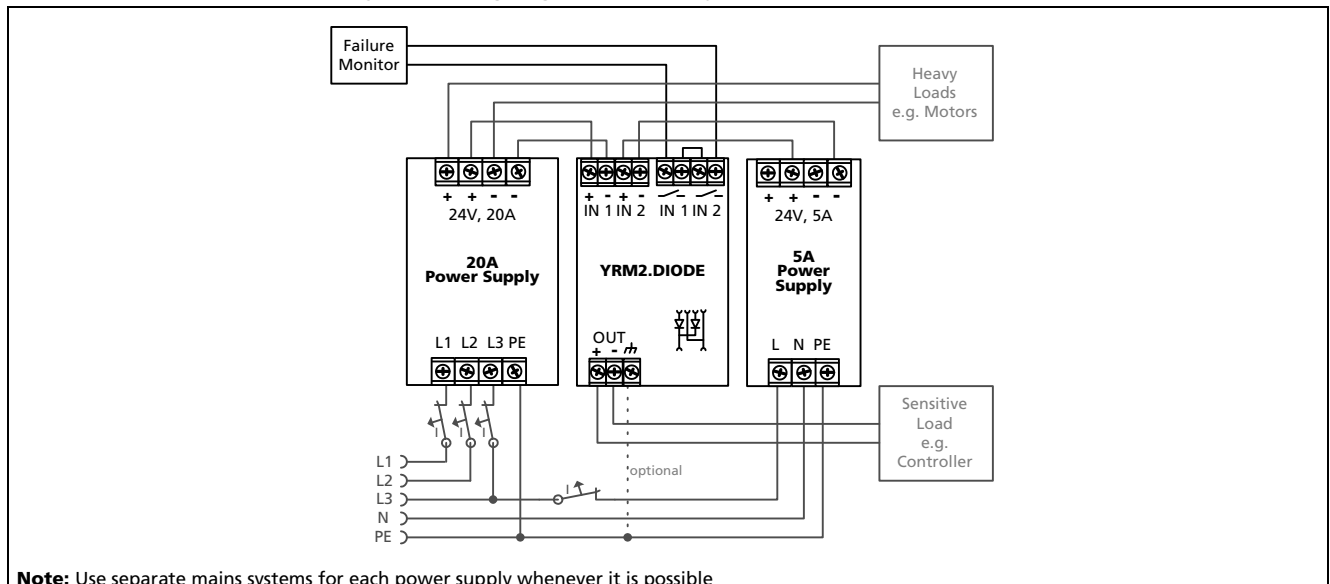 Failure
Monitor
Heavy
Loads
e.g. Motors
+ + - -
24V, 20A
20A
Power Supply
L1 L2 L3 PE
+ - + -
IN 1 IN 2 IN 1 IN 2
YRM2.DIODE
OUT
+ -
+ + - -
24V, 5A
5A
Power
Supply
L N PE
I I I
Sensitive
Load
e.g.
Controller
optional
I
L1
L2
L3
N
PE
Note: Use separate mains systems for each power supply whenever it is possible